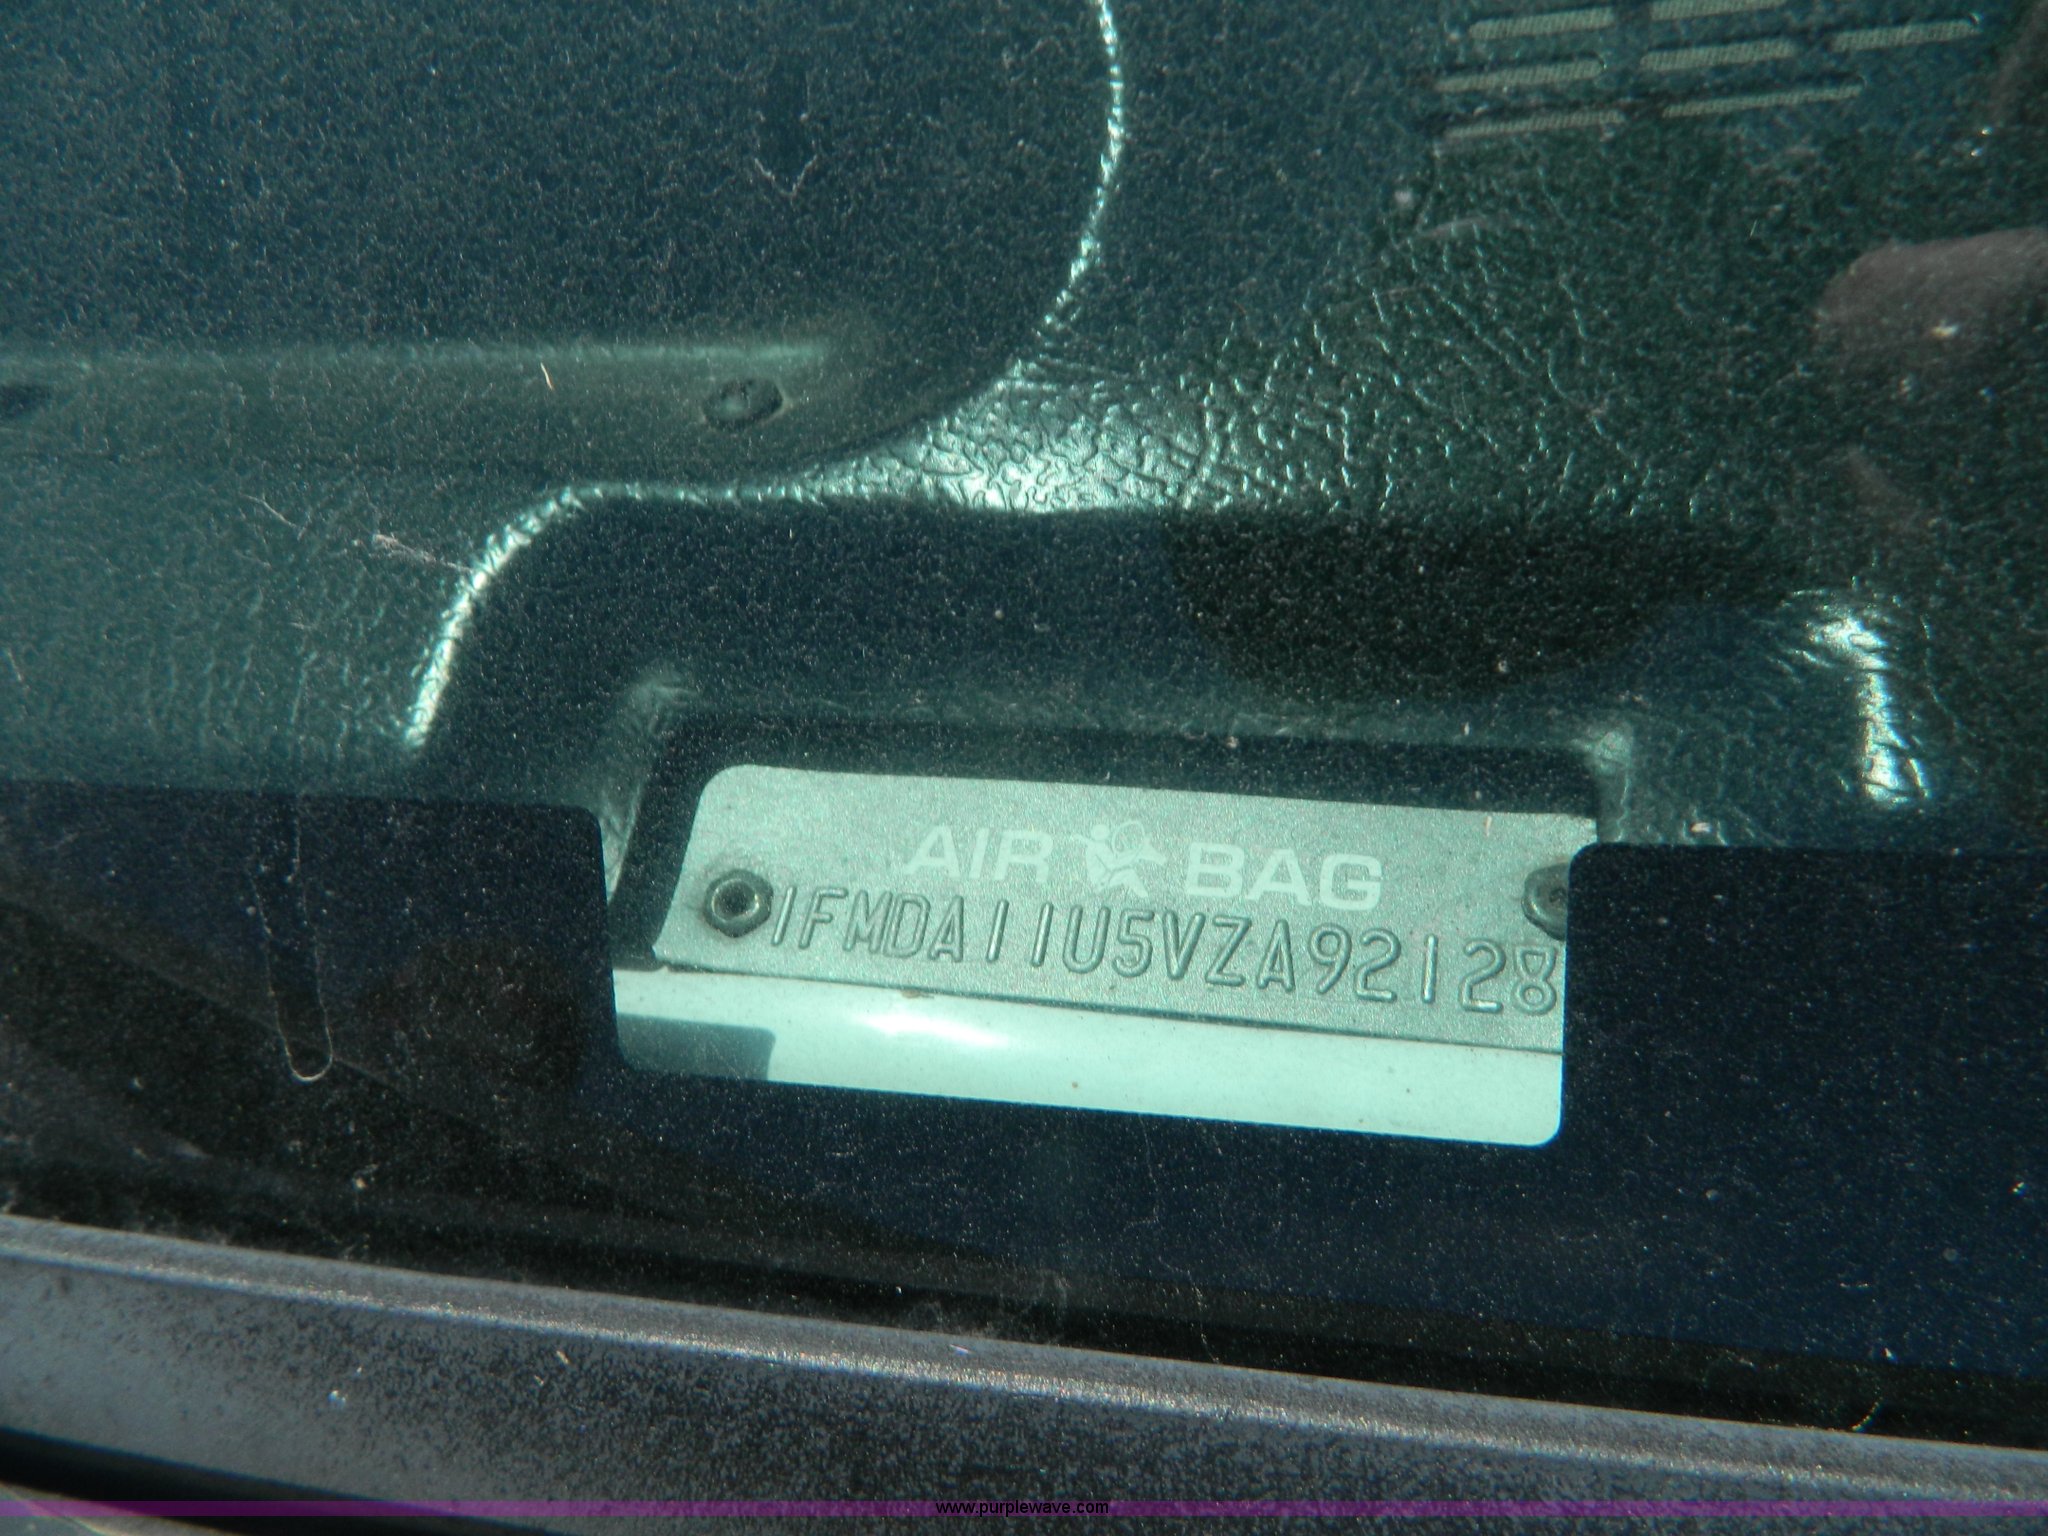 AIR BAG
1FMDA11U5VZA92128
www.purplewave.com